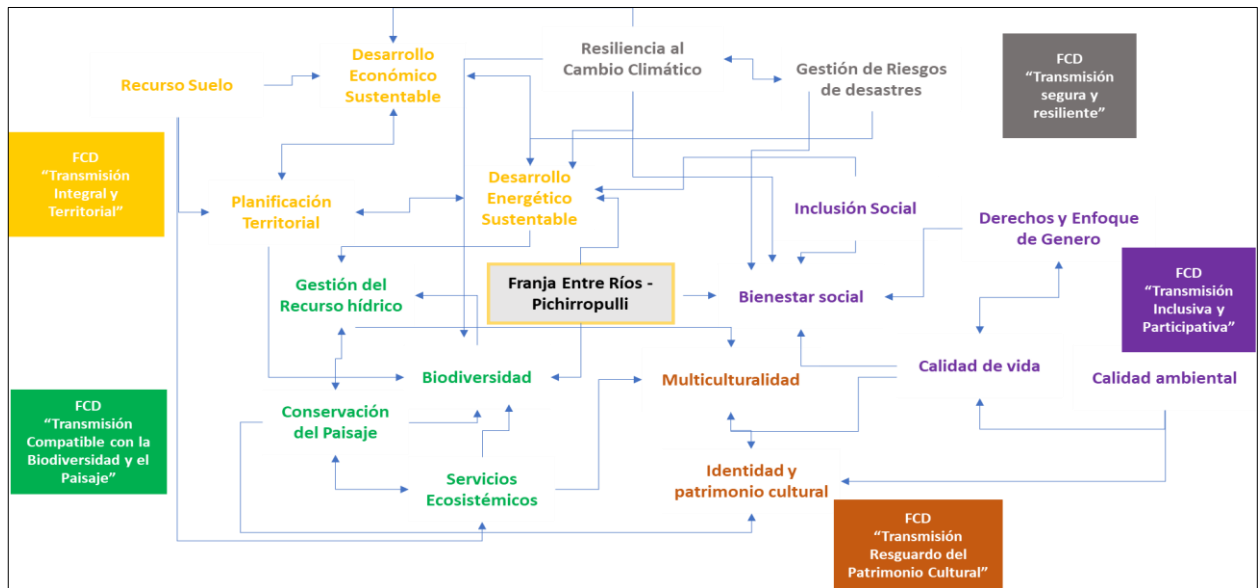 Desarrollo
Económico
Sustentable
Resiliencia al
Cambio Climático
Recurso Suelo
Gestión de Riesgos
de desastres
FCD
“Transmisión
segura y
resiliente”
FCD
“Transmisión
Integral y
Territorial”
Planificación
Territorial
Desarrollo
Energético
Sustentable
Inclusión Social
Derechos y Enfoque
de Genero
Gestión del
Recurso hídrico
Franja Entre Ríos -
Pichirropulli
Bienestar social
FCD
“Transmisión
Inclusiva y
Participativa”
Biodiversidad
Multiculturalidad
Calidad de vida
Calidad ambiental
FCD
“Transmisión
Compatible con la
Biodiversidad y el
Paisaje”
Conservación
del Paisaje
Servicios
Ecosistémicos
Identidad y
patrimonio cultural
FCD
“Transmisión
Resguardo del
Patrimonio Cultural”